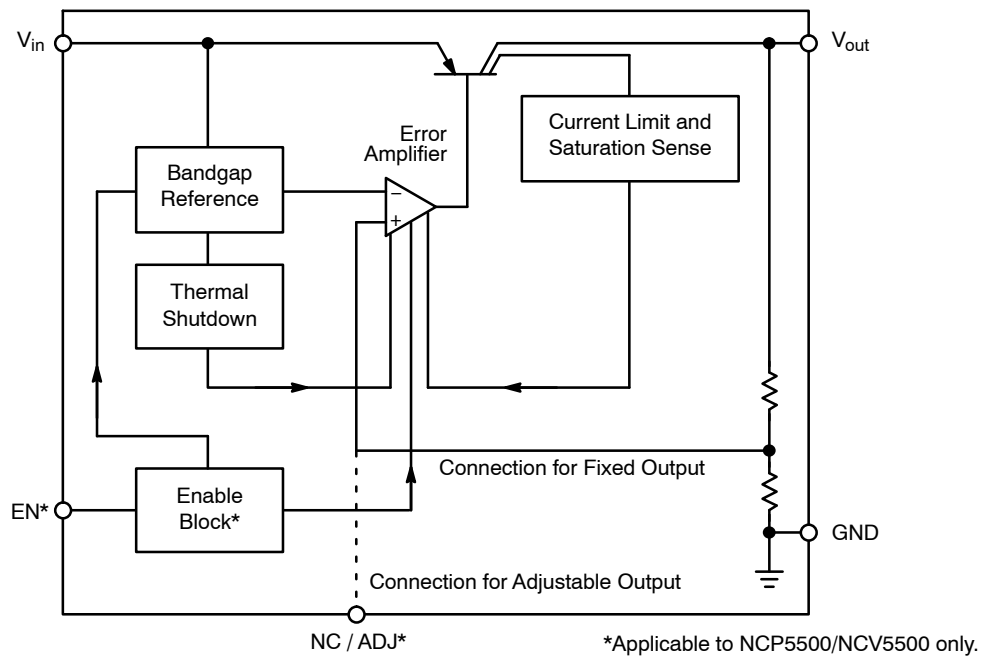 Vin
Vout
Error
Amplifier
Current Limit and
Saturation Sense
Bandgap
Reference
−
+
Thermal
Shutdown
Connection for Fixed Output
Enable
Block*
EN*
GND
Connection for Adjustable Output
NC / ADJ*
*Applicable to NCP5500/NCV5500 only.